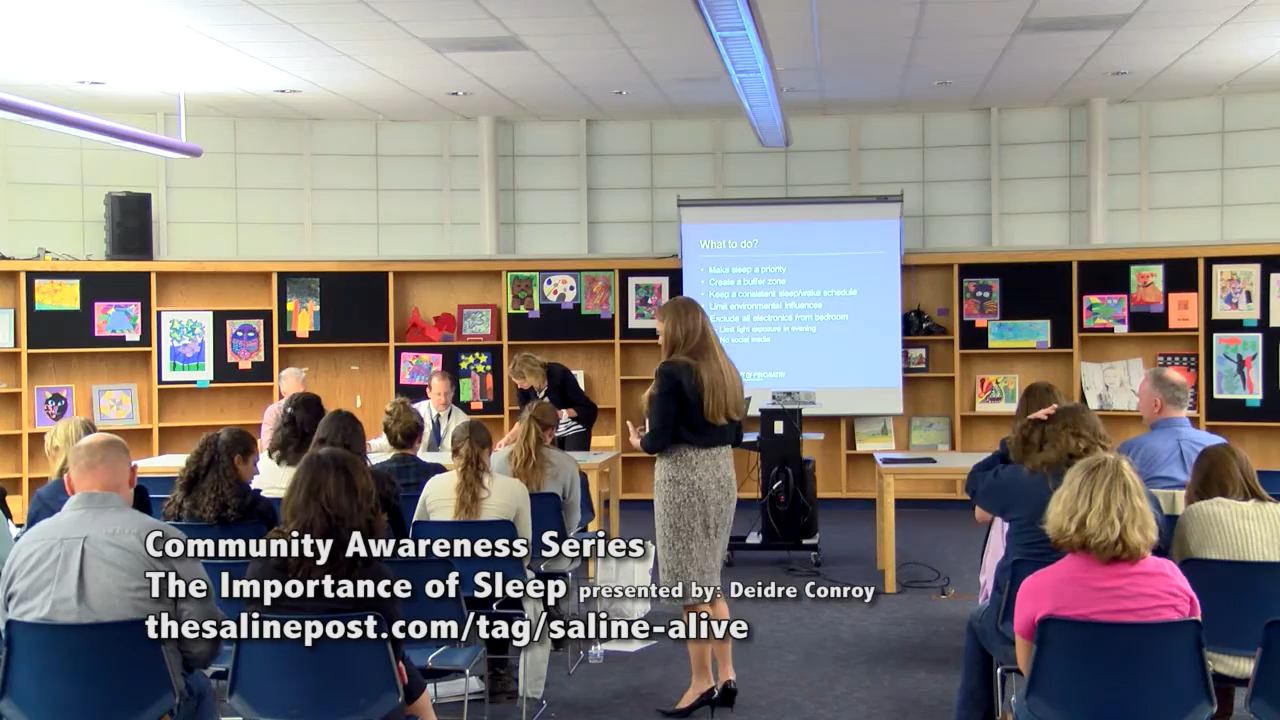 What to do?
• Make sleep a priority
• Create a buffer zone
• Keep a consistent sleep/wake schedule
• Limit environmental influences
• Exclude all electronics from bedroom
– Limit light exposure in evening
– No social media
OF PSYCHIATRY
Community Awareness Series
The Importance of Sleep presented by: Deidre Conroy
thesalinepost.com/tag/saline-alive